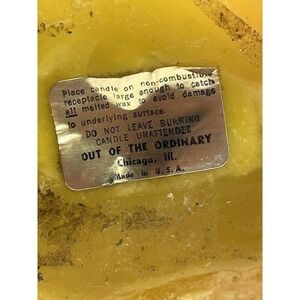 Place candle on non-combustible
receptacle large enough to catch
all melted wax to avoid damage
to underlying surface.
DO NOT LEAVE BURNING
CANDLE UNATTENDED
OUT OF THE ORDINARY
Chicago, Ill.
Made in U.S.A.